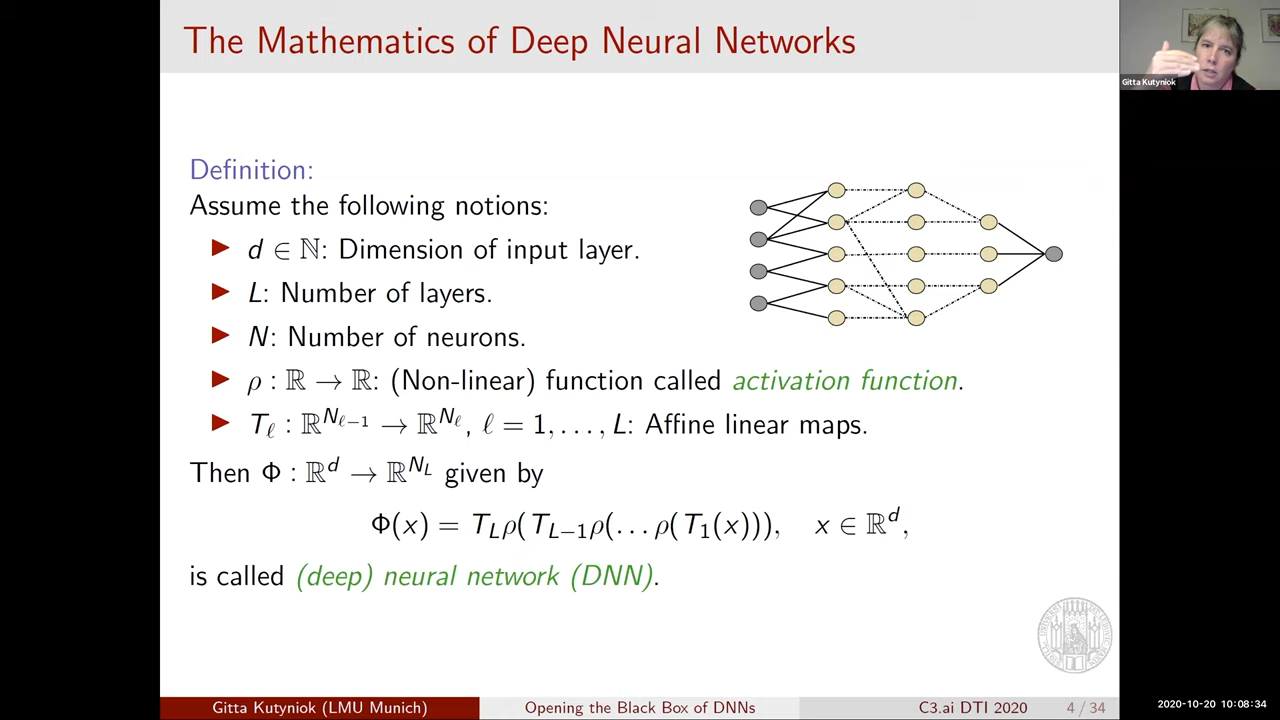 The Mathematics of Deep Neural Networks
Gitta Kutyniok
Definition:
Assume the following notions:
▶ d ∈ ℕ: Dimension of input layer.
▶ L: Number of layers.
▶ N: Number of neurons.
▶ ρ : ℝ → ℝ: (Non-linear) function called activation function.
▶ T_ℓ : ℝ^{N_{ℓ−1}} → ℝ^{N_ℓ}, ℓ = 1, . . . , L: Affine linear maps.
Then Φ : ℝ^d → ℝ^{N_L} given by
Φ(x) = T_Lρ(T_{L−1}ρ(. . . ρ(T_1(x))), x ∈ ℝ^d,
is called (deep) neural network (DNN).
Gitta Kutyniok (LMU Munich) Opening the Black Box of DNNs C3.ai DTI 2020 4 / 34
2020-10-20 10:08:34